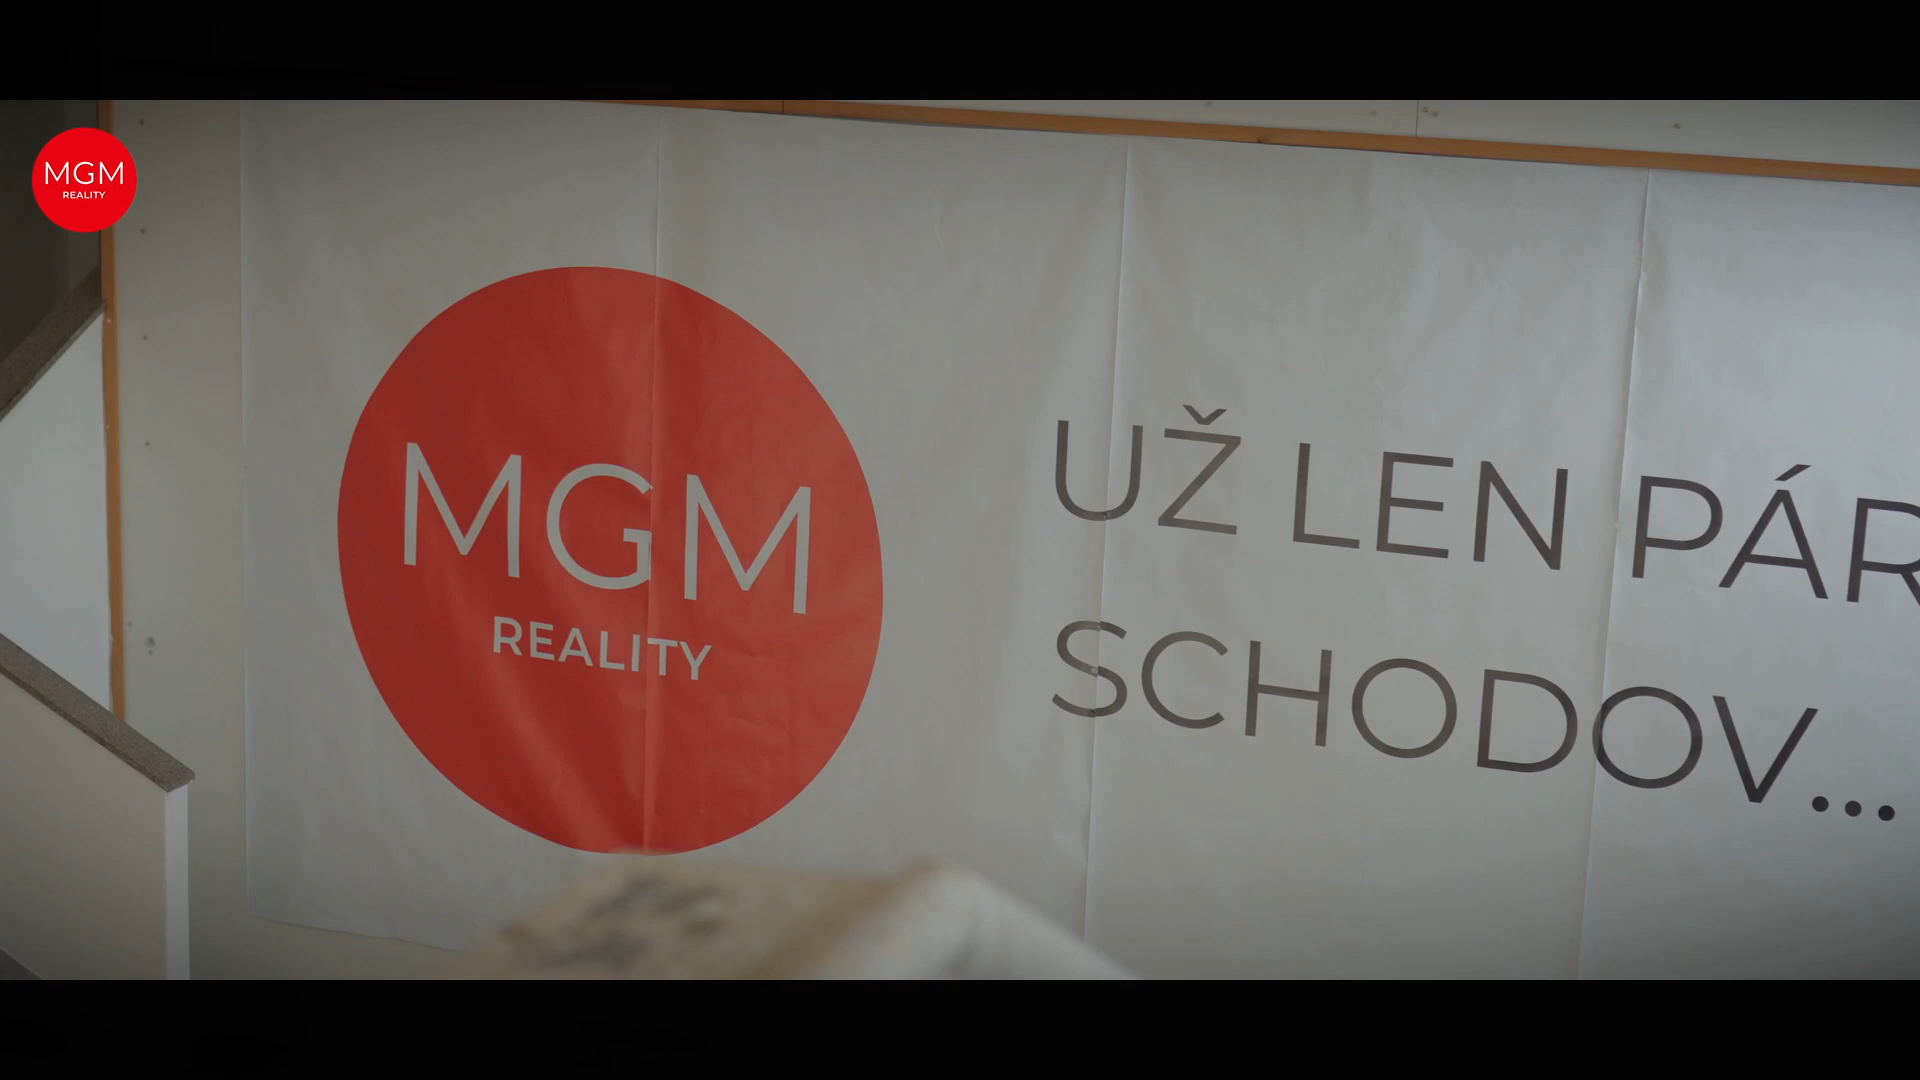 MGM
REALITY
MGM
REALITY
UŽ LEN PÁR
SCHODOV...